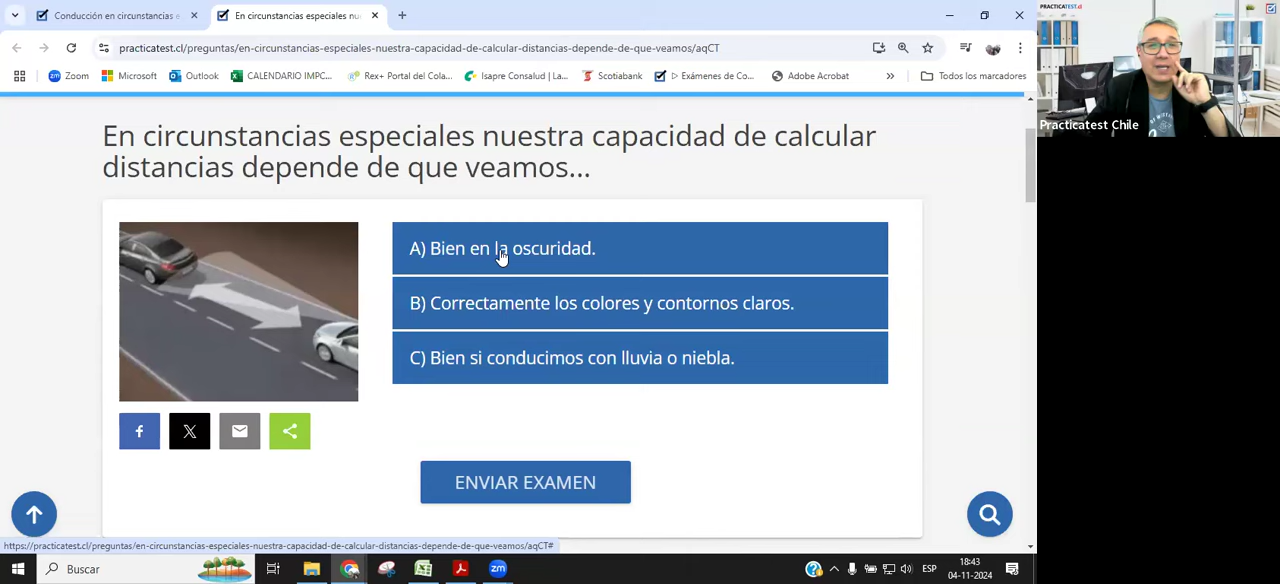 Conducción en circunstancias e
En circunstancias especiales nu
practicatest.cl/preguntas/en-circunstancias-especiales-nuestra-capacidad-de-calcular-distancias-depende-de-que-veamos/aqCT
Zoom
Microsoft
Outlook
CALENDARIO IMPC...
Rex+ Portal del Cola...
Isapre Consalud | La...
Scotiabank
▷ Exámenes de Co...
Adobe Acrobat
»
Todos los marcadores
PRACTICATEST.cl
Practicatest Chile
En circunstancias especiales nuestra capacidad de calcular
distancias depende de que veamos...
A) Bien en la oscuridad.
B) Correctamente los colores y contornos claros.
C) Bien si conducimos con lluvia o niebla.
ENVIAR EXAMEN
https://practicatest.cl/preguntas/en-circunstancias-especiales-nuestra-capacidad-de-calcular-distancias-depende-de-que-veamos/aqCT#
Buscar
zm
ESP
18:43
04-11-2024